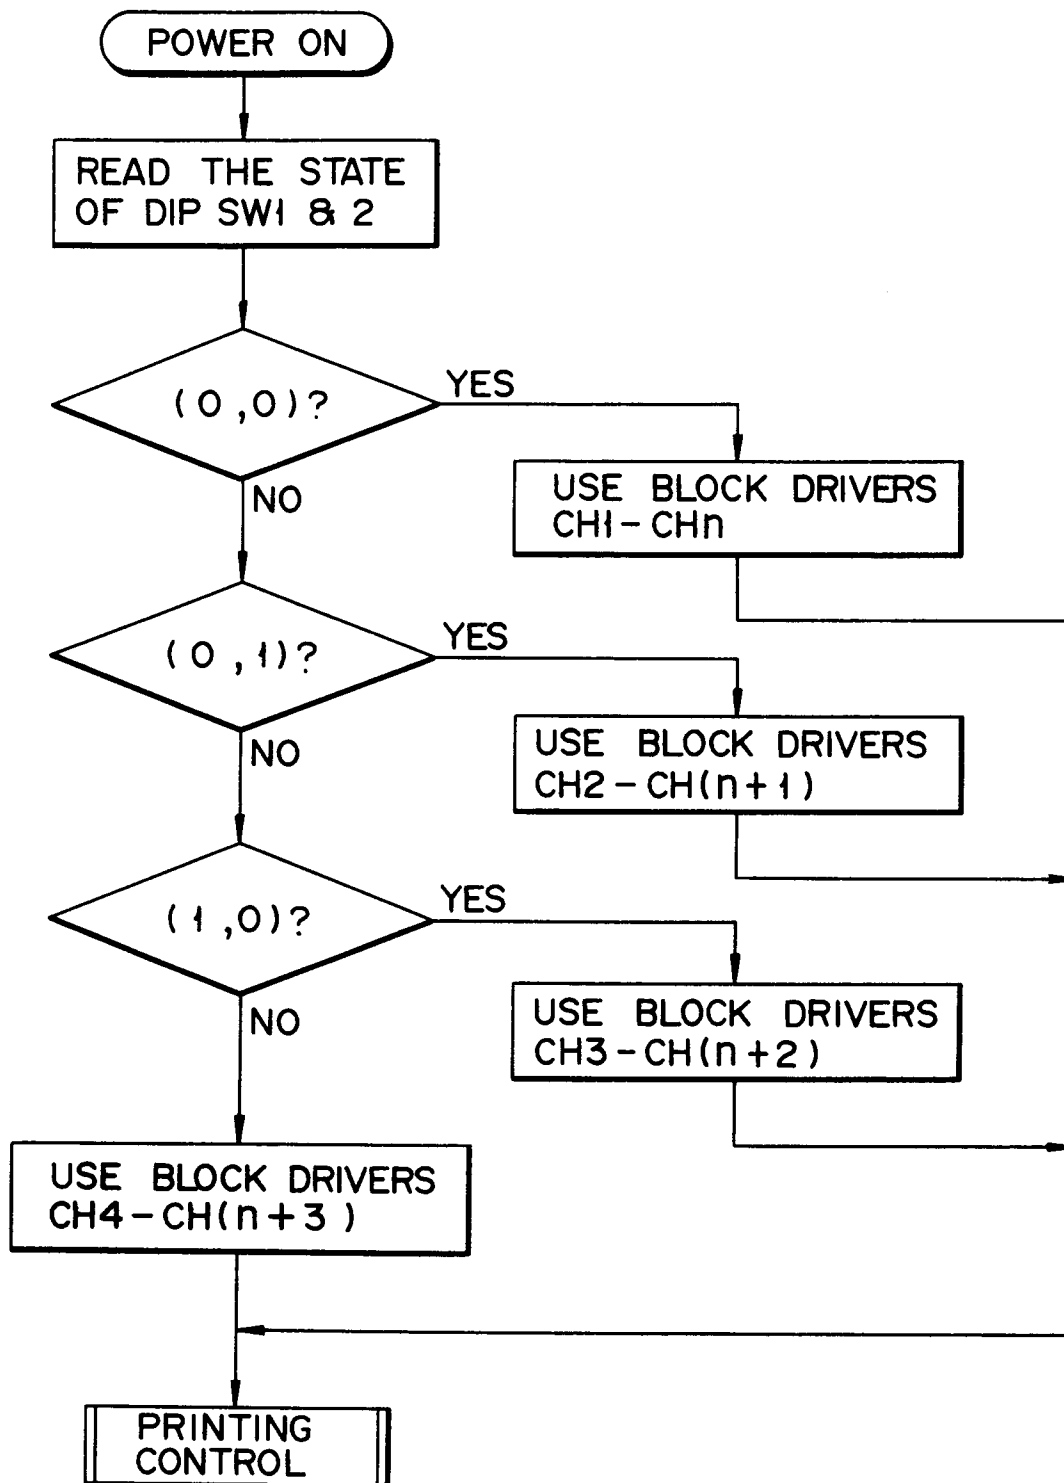 POWER ON
READ THE STATE
OF DIP SW1 & 2
(0,0)?
YES
NO
USE BLOCK DRIVERS
CH1-CHn
(0,1)?
YES
NO
USE BLOCK DRIVERS
CH2-CH(n+1)
(1,0)?
YES
NO
USE BLOCK DRIVERS
CH3-CH(n+2)
USE BLOCK DRIVERS
CH4-CH(n+3)
PRINTING
CONTROL